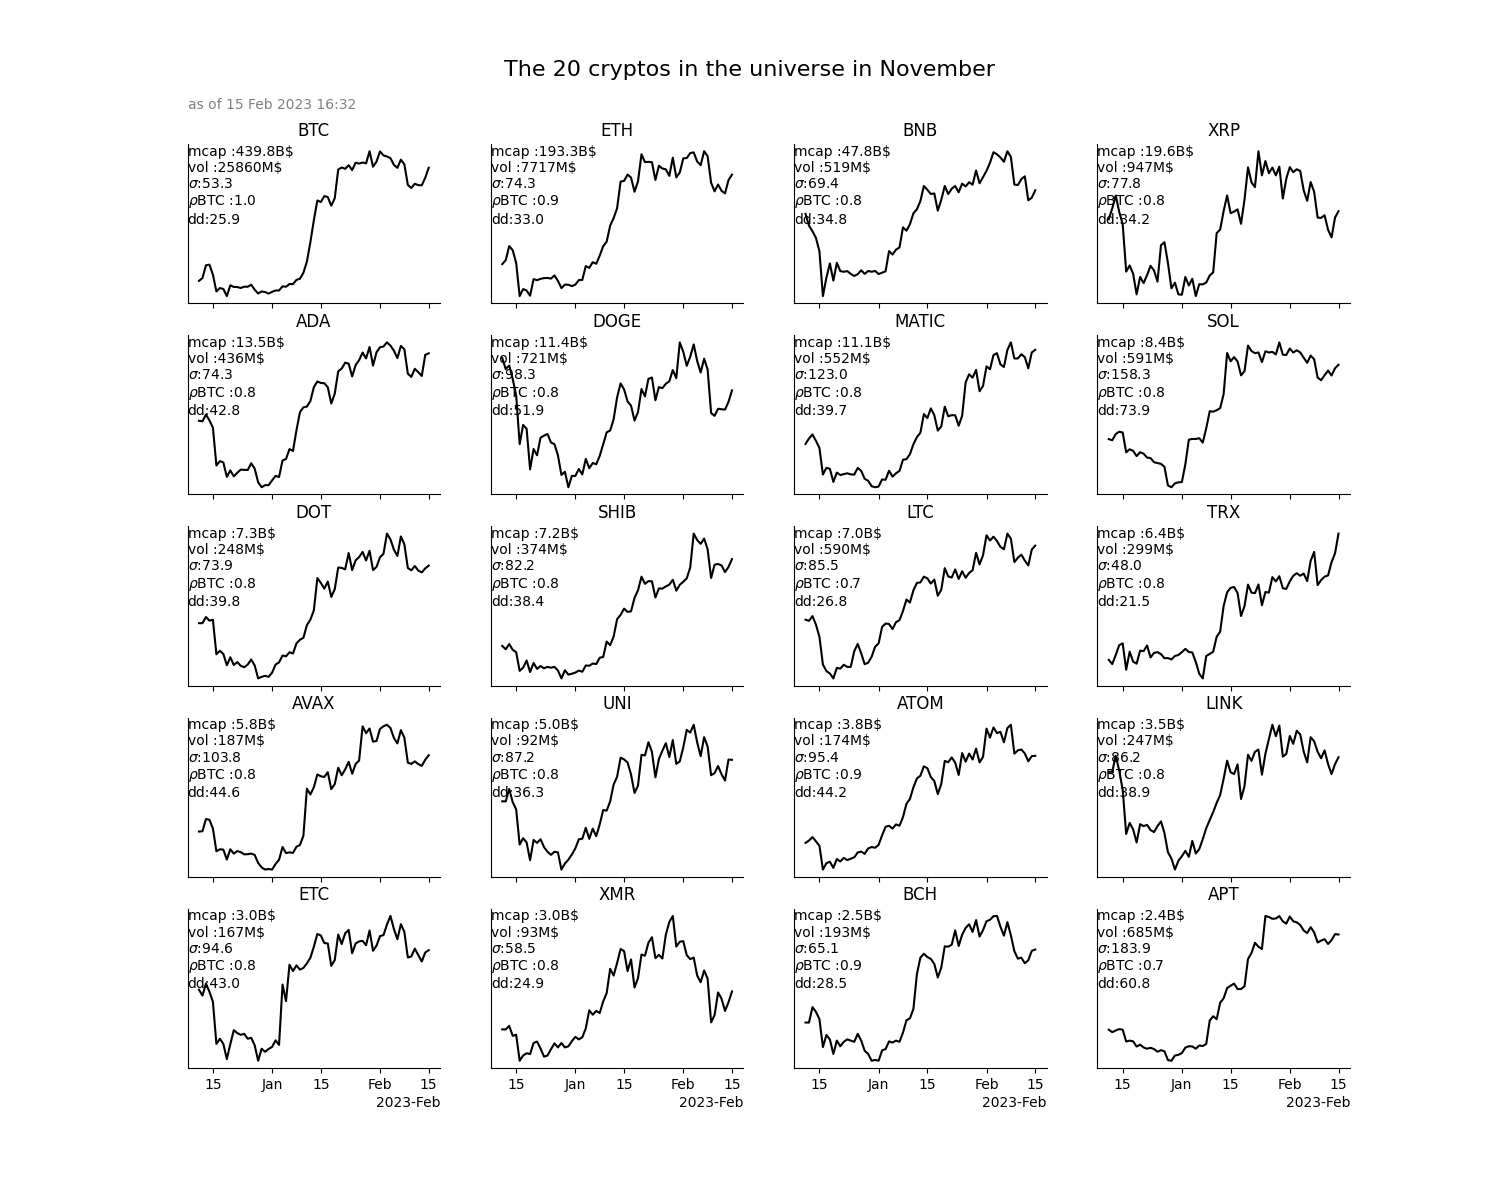 The 20 cryptos in the universe in November
as of 15 Feb 2023 16:32
BTC
mcap :439.8B$
vol :25860M$
σ:53.3
ρBTC :1.0
dd:25.9
ETH
mcap :193.3B$
vol :7717M$
σ:74.3
ρBTC :0.9
dd:33.0
BNB
mcap :47.8B$
vol :519M$
σ:69.4
ρBTC :0.8
dd:34.8
XRP
mcap :19.6B$
vol :947M$
σ:77.8
ρBTC :0.8
dd:34.2
ADA
mcap :13.5B$
vol :436M$
σ:74.3
ρBTC :0.8
dd:42.8
DOGE
mcap :11.4B$
vol :721M$
σ:98.3
ρBTC :0.8
dd:51.9
MATIC
mcap :11.1B$
vol :552M$
σ:123.0
ρBTC :0.8
dd:39.7
SOL
mcap :8.4B$
vol :591M$
σ:158.3
ρBTC :0.8
dd:73.9
DOT
mcap :7.3B$
vol :248M$
σ:73.9
ρBTC :0.8
dd:39.8
SHIB
mcap :7.2B$
vol :374M$
σ:82.2
ρBTC :0.8
dd:38.4
LTC
mcap :7.0B$
vol :590M$
σ:85.5
ρBTC :0.7
dd:26.8
TRX
mcap :6.4B$
vol :299M$
σ:48.0
ρBTC :0.8
dd:21.5
AVAX
mcap :5.8B$
vol :187M$
σ:103.8
ρBTC :0.8
dd:44.6
UNI
mcap :5.0B$
vol :92M$
σ:87.2
ρBTC :0.8
dd:36.3
ATOM
mcap :3.8B$
vol :174M$
σ:95.4
ρBTC :0.9
dd:44.2
LINK
mcap :3.5B$
vol :247M$
σ:86.2
ρBTC :0.8
dd:38.9
ETC
mcap :3.0B$
vol :167M$
σ:94.6
ρBTC :0.8
dd:43.0
XMR
mcap :3.0B$
vol :93M$
σ:58.5
ρBTC :0.8
dd:24.9
BCH
mcap :2.5B$
vol :193M$
σ:65.1
ρBTC :0.9
dd:28.5
APT
mcap :2.4B$
vol :685M$
σ:183.9
ρBTC :0.7
dd:60.8
15 Jan 15 Feb 15
2023-Feb
15 Jan 15 Feb 15
2023-Feb
15 Jan 15 Feb 15
2023-Feb
15 Jan 15 Feb 15
2023-Feb